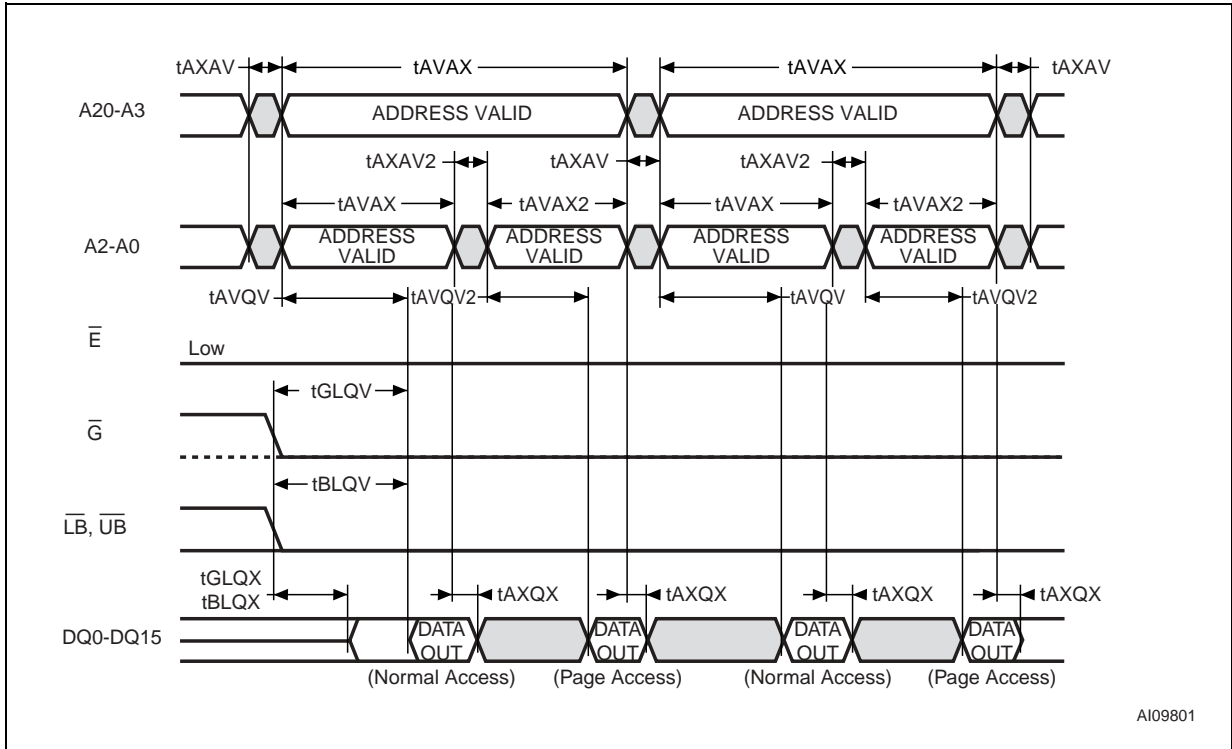 tAXAV tAVAX tAVAX tAXAV
A20-A3 ADDRESS VALID ADDRESS VALID
tAXAV2 tAXAV tAXAV2
tAVAX tAVAX2 tAVAX tAVAX2
A2-A0 ADDRESS VALID ADDRESS VALID ADDRESS VALID ADDRESS VALID
tAVQV tAVQV2 tAVQV tAVQV2
E
Low
tGLQV
G
tBLQV
LB, UB
tGLQX
tBLQX
tAXQX tAXQX tAXQX tAXQX
DQ0-DQ15 DATA OUT DATA OUT DATA OUT DATA OUT
(Normal Access) (Page Access) (Normal Access) (Page Access)
AI09801